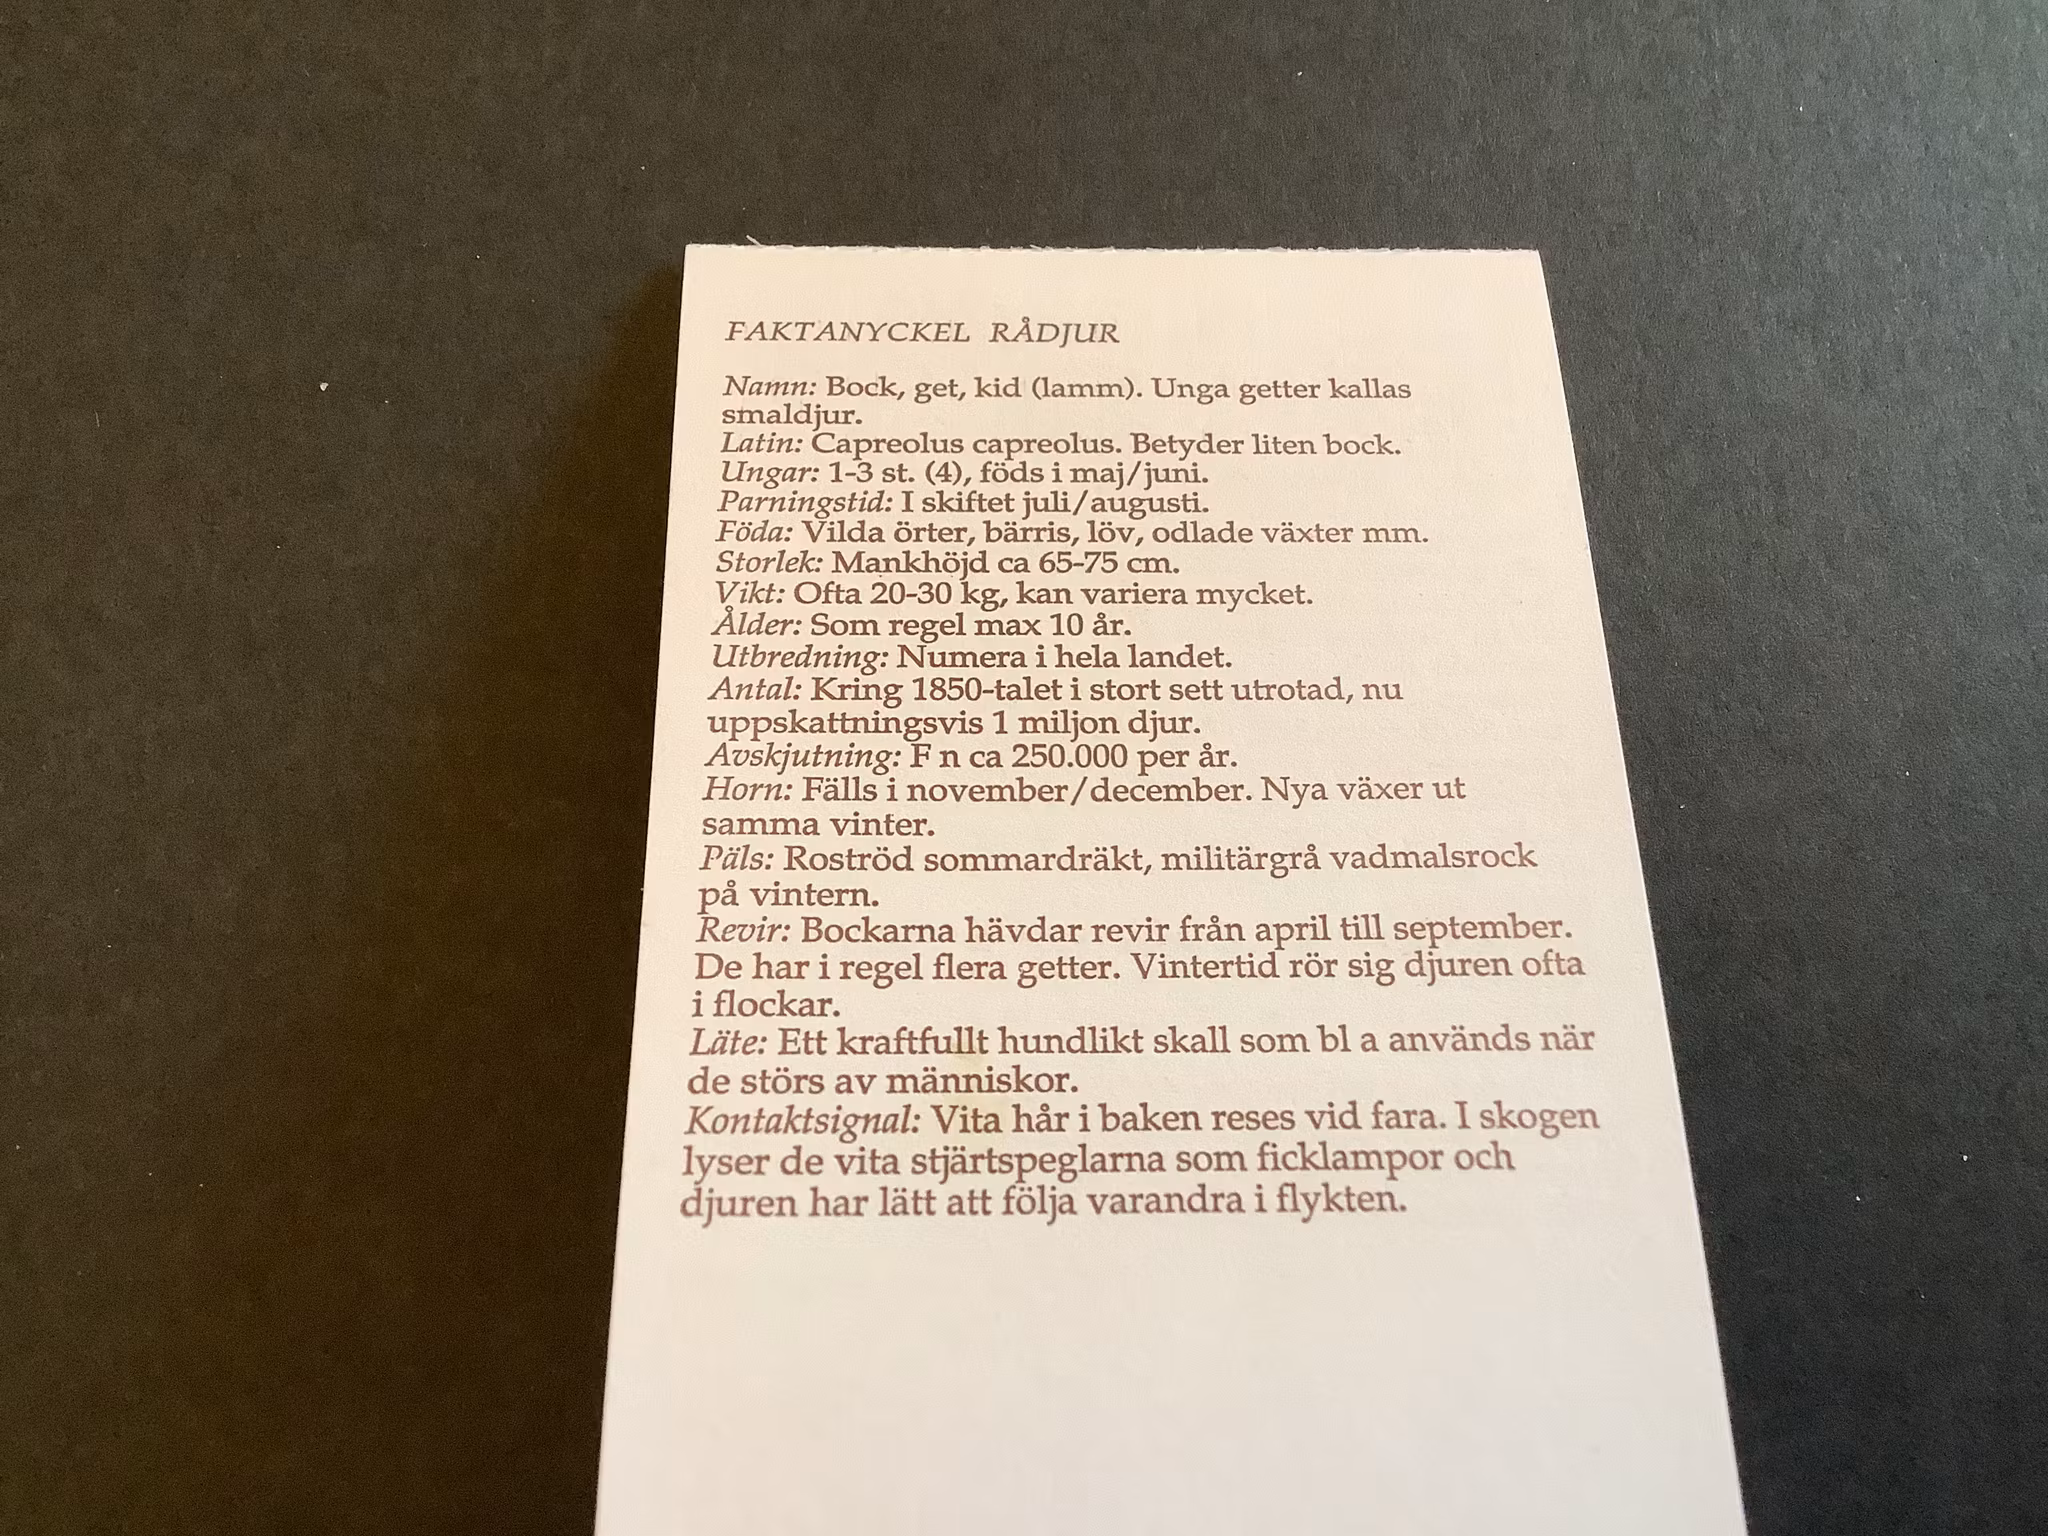 FAKTANYCKEL RÅDJUR
Namn: Bock, get, kid (lamm). Unga getter kallas
smaldjur.
Latin: Capreolus capreolus. Betyder liten bock.
Ungar: 1-3 st. (4), föds i maj/juni.
Parningstid: I skiftet juli/augusti.
Föda: Vilda örter, bärris, löv, odlade växter mm.
Storlek: Mankhöjd ca 65-75 cm.
Vikt: Ofta 20-30 kg, kan variera mycket.
Ålder: Som regel max 10 år.
Utbredning: Numera i hela landet.
Antal: Kring 1850-talet i stort sett utrotad, nu
uppskattningsvis 1 miljon djur.
Avskjutning: F n ca 250.000 per år.
Horn: Fälls i november/december. Nya växer ut
samma vinter.
Päls: Roströd sommardräkt, militärgrå vadmalsrock
på vintern.
Revir: Bockarna hävdar revir från april till september.
De har i regel flera getter. Vintertid rör sig djuren ofta
i flockar.
Läte: Ett kraftfullt hundlikt skall som bl a används när
de störs av människor.
Kontaktsignal: Vita hår i baken reses vid fara. I skogen
lyser de vita stjärtspeglarna som ficklampor och
djuren har lätt att följa varandra i flykten.